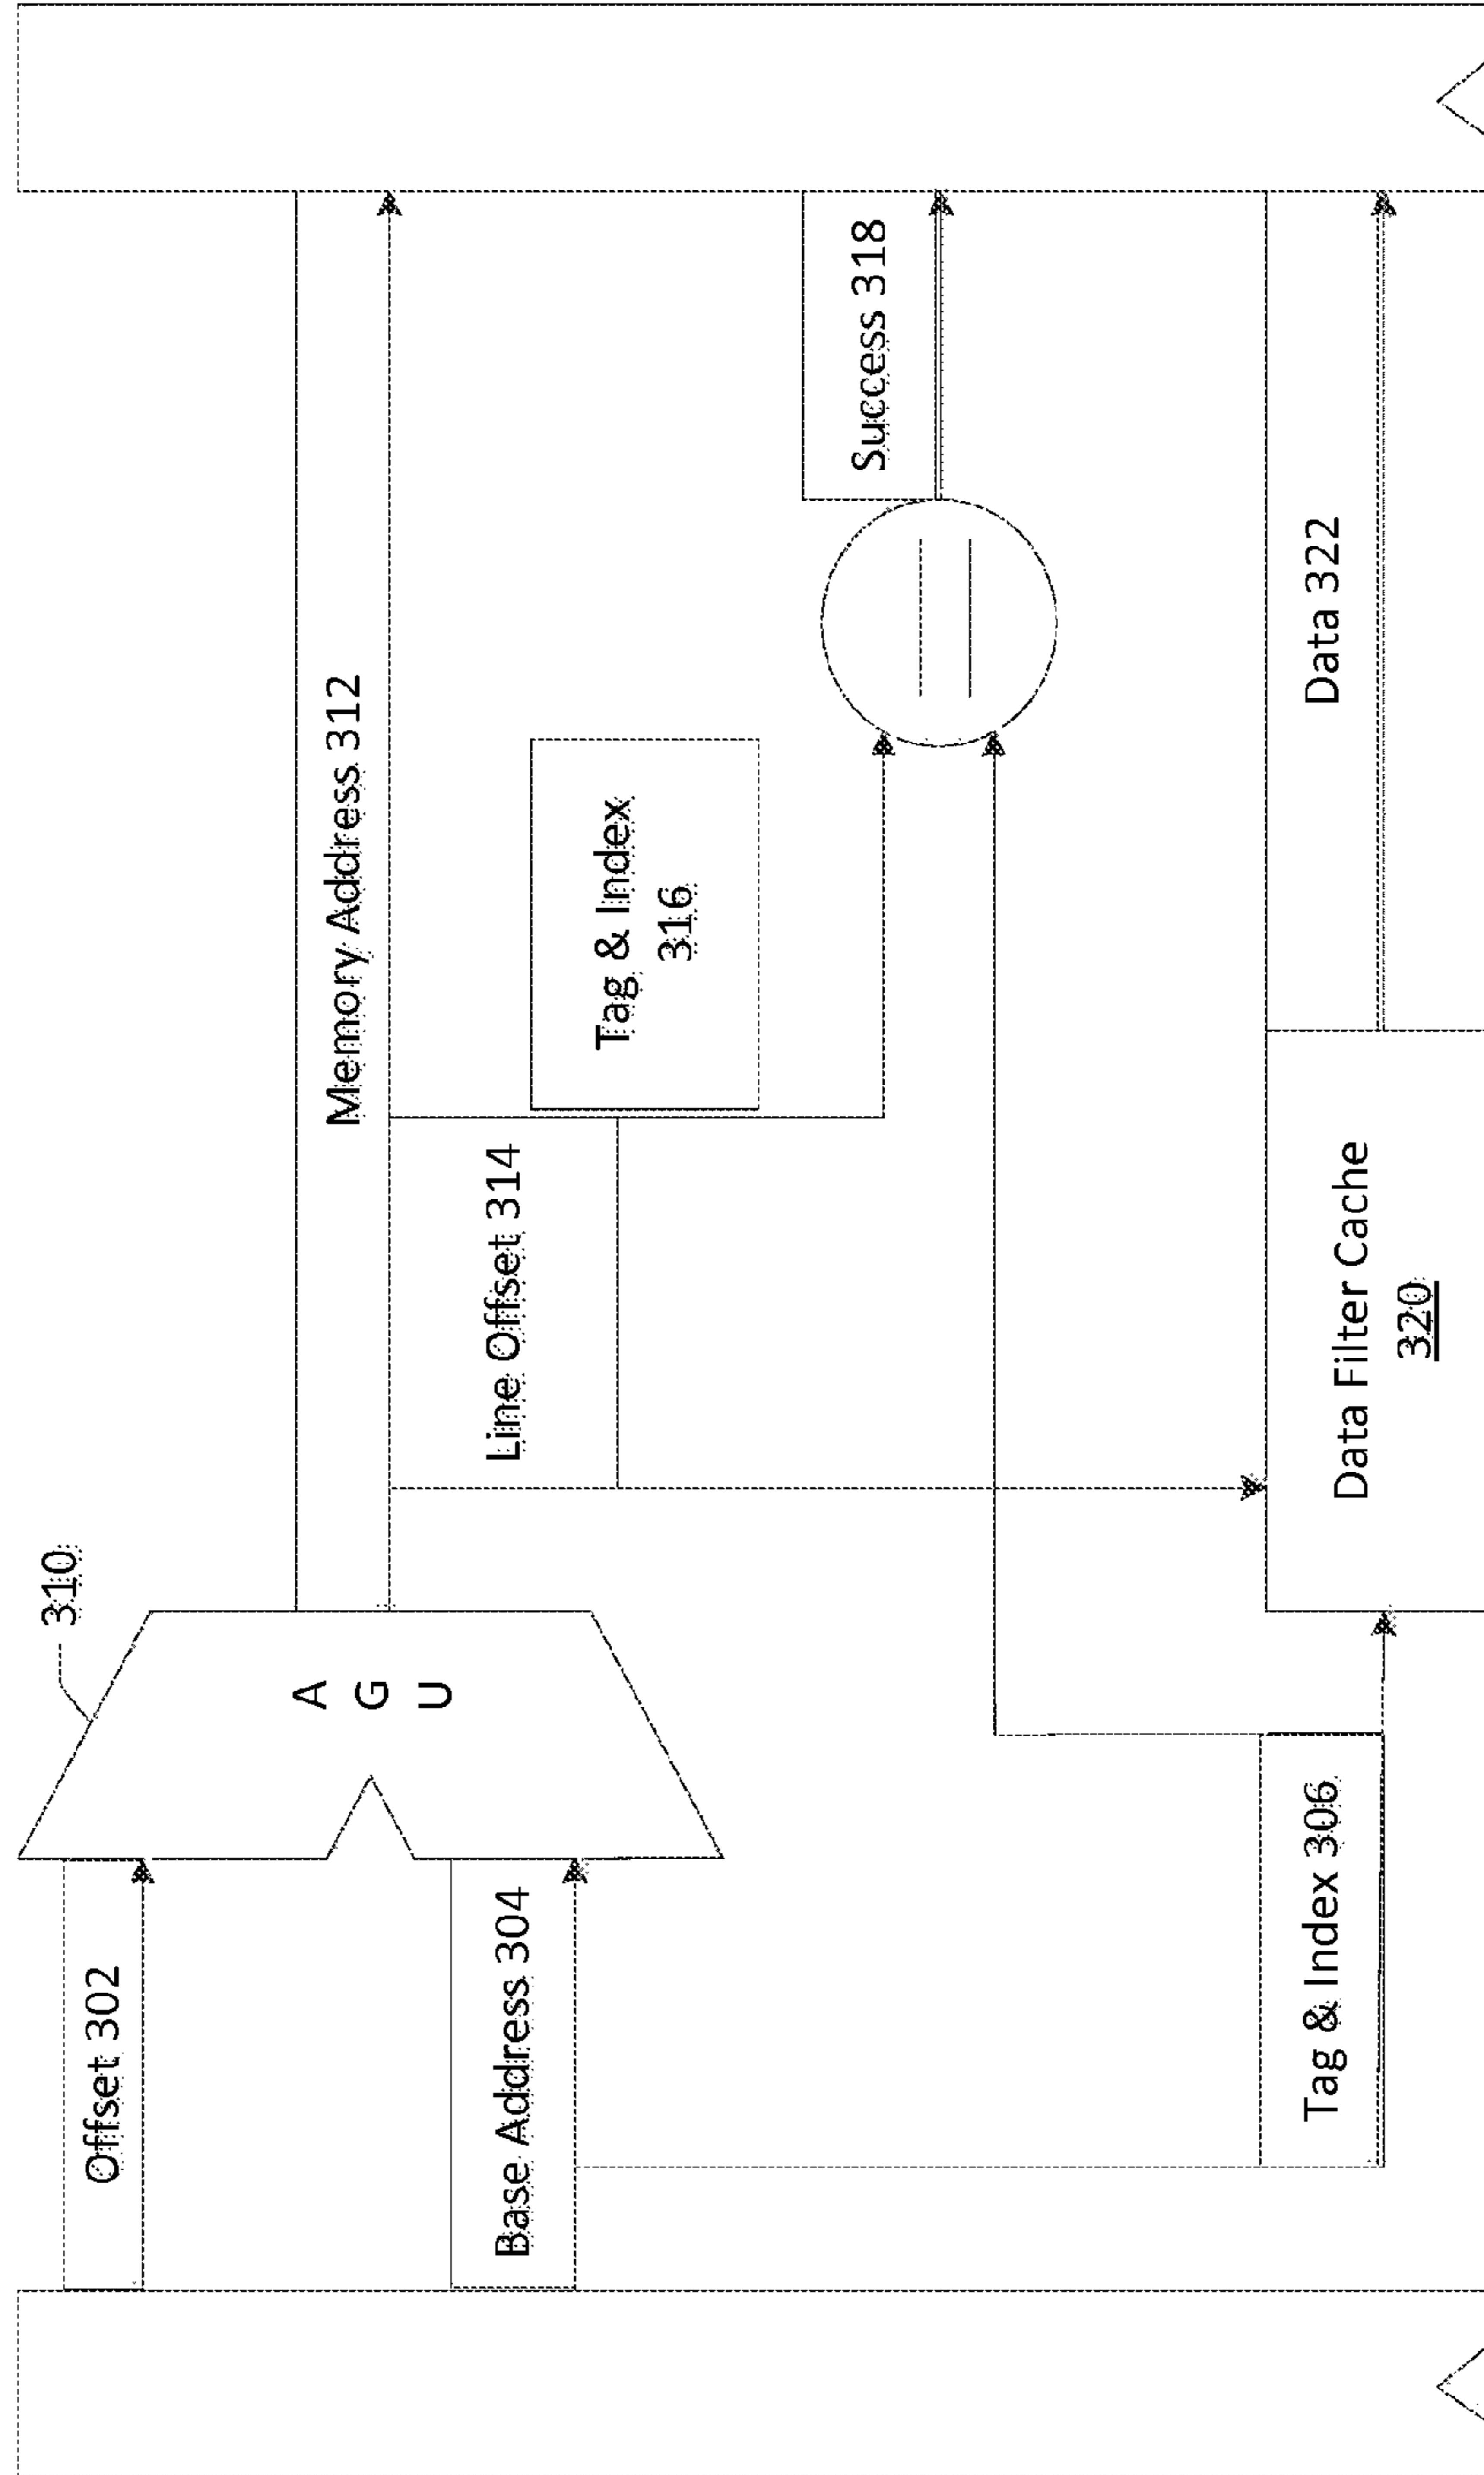 310
Offset 302
A
G
U
Memory Address 312
Base Address 304
Line Offset 314
Tag & Index
316
Success 318
Tag & Index 306
Data Filter Cache
320
Data 322